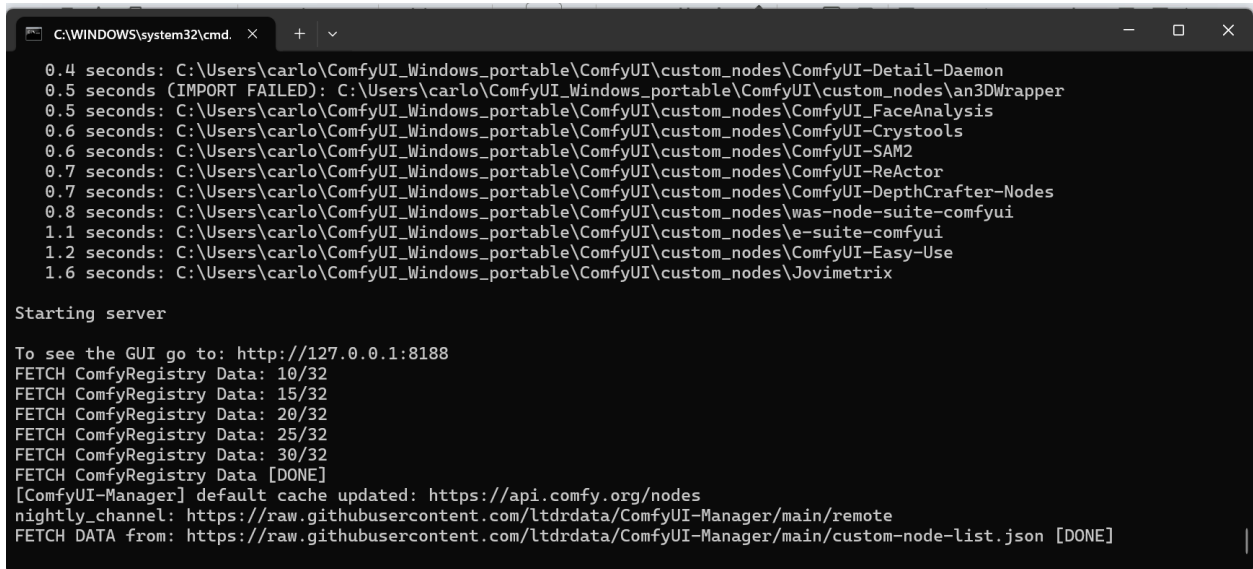 C:\WINDOWS\system32\cmd.
0.4 seconds: C:\Users\carlo\ComfyUI_Windows_portable\ComfyUI\custom_nodes\ComfyUI-Detail-Daemon
0.5 seconds (IMPORT FAILED): C:\Users\carlo\ComfyUI_Windows_portable\ComfyUI\custom_nodes\an3DWrapper
0.5 seconds: C:\Users\carlo\ComfyUI_Windows_portable\ComfyUI\custom_nodes\ComfyUI_FaceAnalysis
0.6 seconds: C:\Users\carlo\ComfyUI_Windows_portable\ComfyUI\custom_nodes\ComfyUI-Crystools
0.6 seconds: C:\Users\carlo\ComfyUI_Windows_portable\ComfyUI\custom_nodes\ComfyUI-SAM2
0.7 seconds: C:\Users\carlo\ComfyUI_Windows_portable\ComfyUI\custom_nodes\ComfyUI-ReActor
0.7 seconds: C:\Users\carlo\ComfyUI_Windows_portable\ComfyUI\custom_nodes\ComfyUI-DepthCrafter-Nodes
0.8 seconds: C:\Users\carlo\ComfyUI_Windows_portable\ComfyUI\custom_nodes\was-node-suite-comfyui
1.1 seconds: C:\Users\carlo\ComfyUI_Windows_portable\ComfyUI\custom_nodes\e-suite-comfyui
1.2 seconds: C:\Users\carlo\ComfyUI_Windows_portable\ComfyUI\custom_nodes\ComfyUI-Easy-Use
1.6 seconds: C:\Users\carlo\ComfyUI_Windows_portable\ComfyUI\custom_nodes\Jovimetrix
Starting server
To see the GUI go to: http://127.0.0.1:8188
FETCH ComfyRegistry Data: 10/32
FETCH ComfyRegistry Data: 15/32
FETCH ComfyRegistry Data: 20/32
FETCH ComfyRegistry Data: 25/32
FETCH ComfyRegistry Data: 30/32
FETCH ComfyRegistry Data [DONE]
[ComfyUI-Manager] default cache updated: https://api.comfy.org/nodes
nightly_channel: https://raw.githubusercontent.com/ltdrdata/ComfyUI-Manager/main/remote
FETCH DATA from: https://raw.githubusercontent.com/ltdrdata/ComfyUI-Manager/main/custom-node-list.json [DONE]